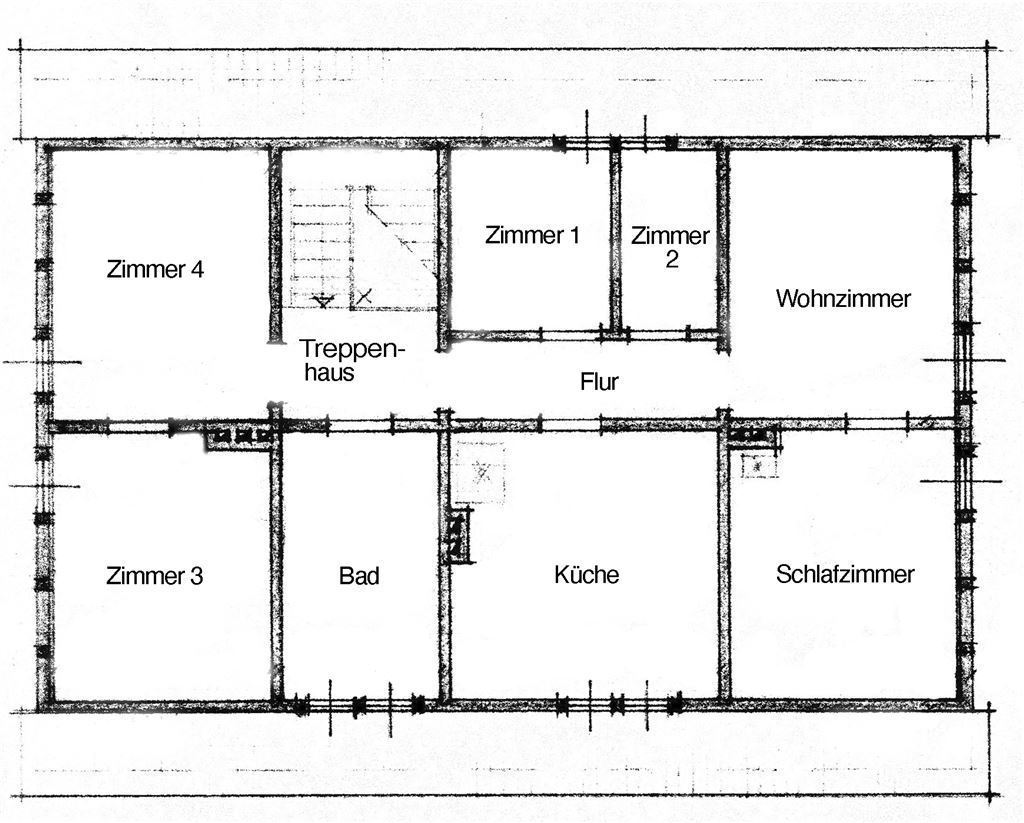 Zimmer 1
Zimmer
2
Zimmer 4
Wohnzimmer
Treppen-
haus
Flur
Zimmer 3
Bad
Küche
Schlafzimmer